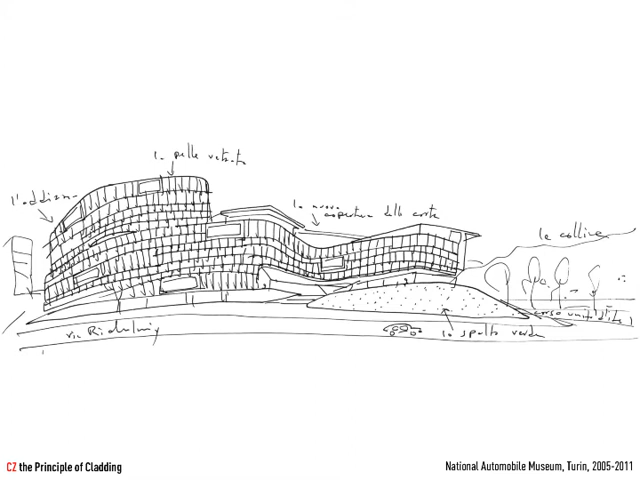 la pelle vetrata
l'addizione
la nuova
copertura della corte
le colline
via Richelmy
lo spalto verde
corso unità d'Italia
CZ the Principle of Cladding
National Automobile Museum, Turin, 2005-2011